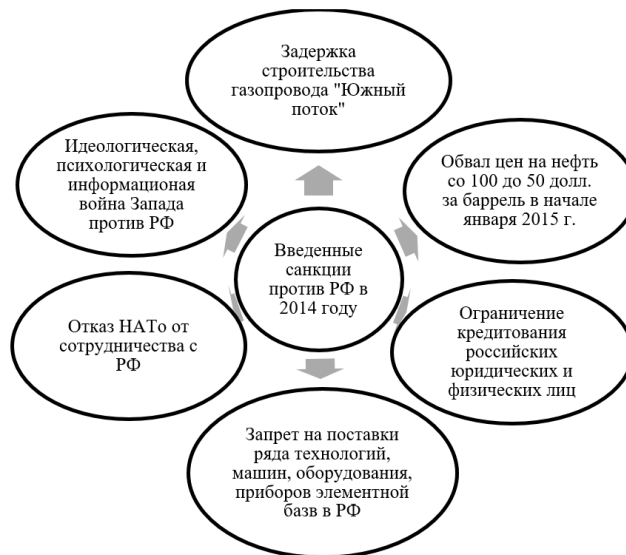 Задержка
строительства
газопровода "Южный
поток"
Идеологическая,
психологическая и
информационая
война Запада
против РФ
Обвал цен на нефть
со 100 до 50 долл.
за баррель в начале
января 2015 г.
Введенные
санкции
против РФ в
2014 году
Отказ НАТо от
сотрудничества с
РФ
Ограничение
кредитования
российских
юридических и
физических лиц
Запрет на поставки
ряда технологий,
машин, оборудования,
приборов элементной
базв в РФ